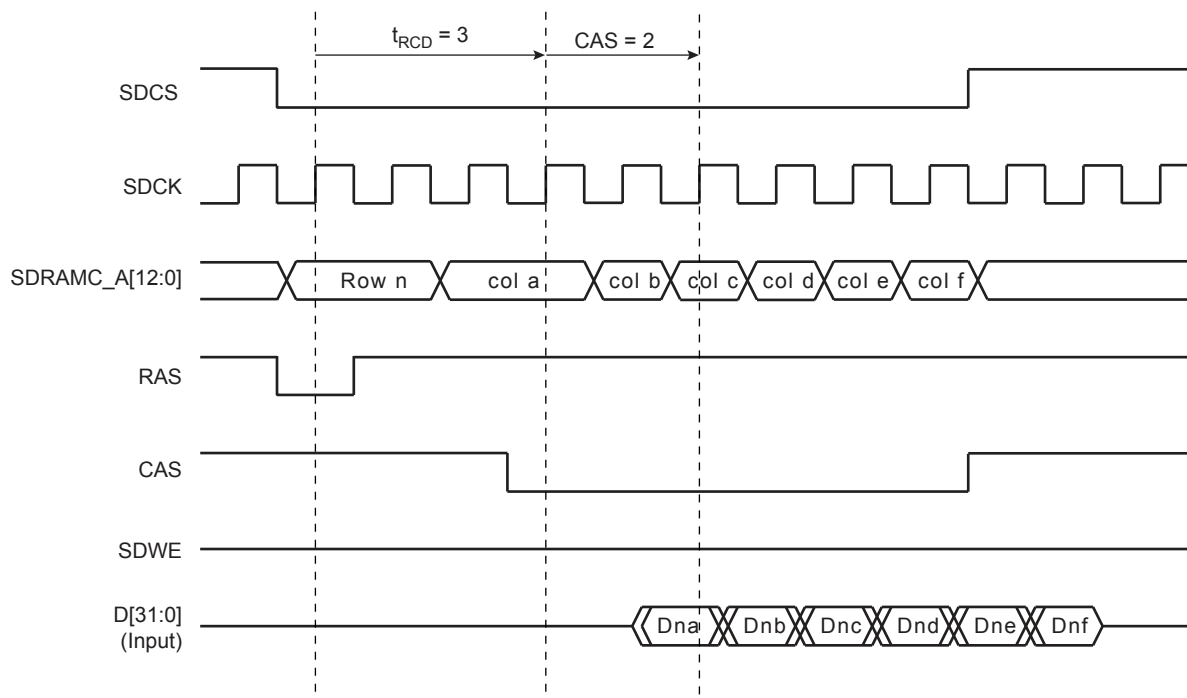 tRCD = 3
CAS = 2
SDCS
SDCK
SDRAMC_A[12:0]
Row n
col a
col b
col c
col d
col e
col f
RAS
CAS
SDWE
D[31:0]
(Input)
Dna
Dnb
Dnc
Dnd
Dne
Dnf